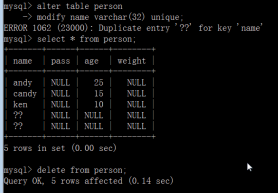 mysql> alter table person
    -> modify name varchar(32) unique;
ERROR 1062 (23000): Duplicate entry '??' for key 'name'
mysql> select * from person;
+-------+------+------+--------+
| name | pass | age | weight |
+-------+------+------+--------+
| andy | NULL | 25 | NULL |
| candy | NULL | 15 | NULL |
| ken | NULL | 10 | NULL |
| ?? | NULL | NULL | NULL |
| ?? | NULL | NULL | NULL |
+-------+------+------+--------+
5 rows in set (0.00 sec)
mysql> delete from person;
Query OK, 5 rows affected (0.14 sec)